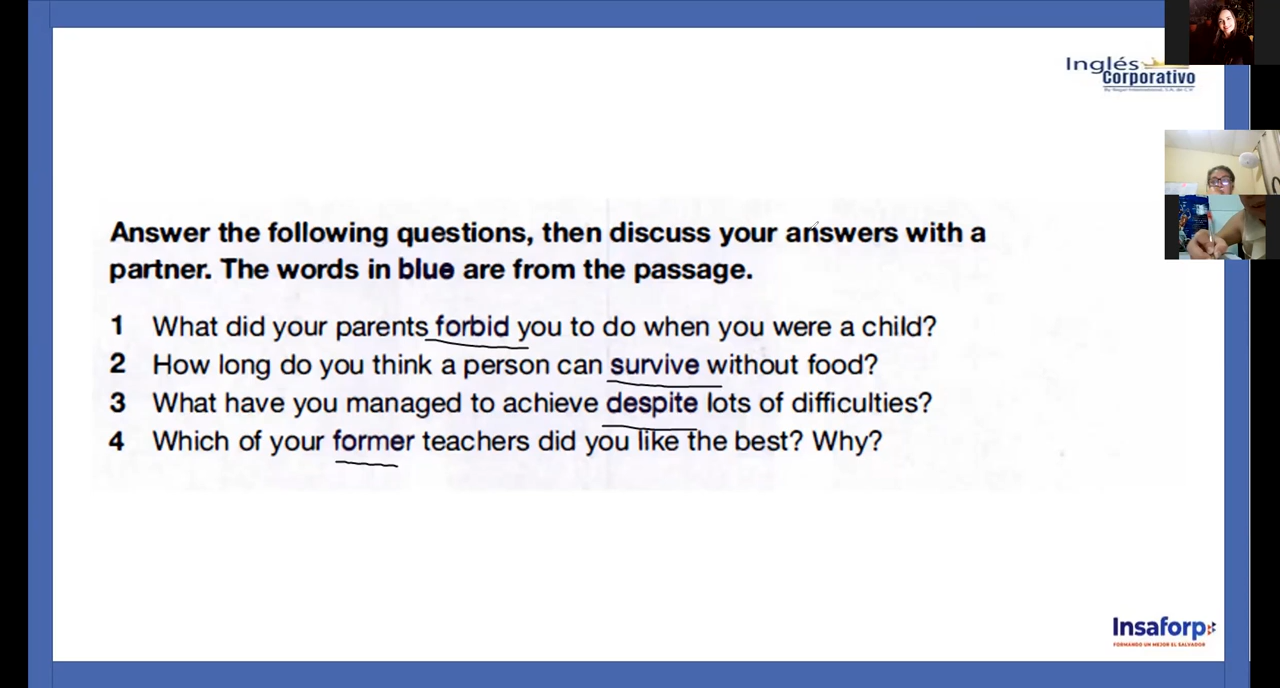 Inglés
Corporativo
Answer the following questions, then discuss your answers with a
partner. The words in blue are from the passage.
1 What did your parents forbid you to do when you were a child?
2 How long do you think a person can survive without food?
3 What have you managed to achieve despite lots of difficulties?
4 Which of your former teachers did you like the best? Why?
Insaforp
FORMANDO UN MEJOR EL SALVADOR